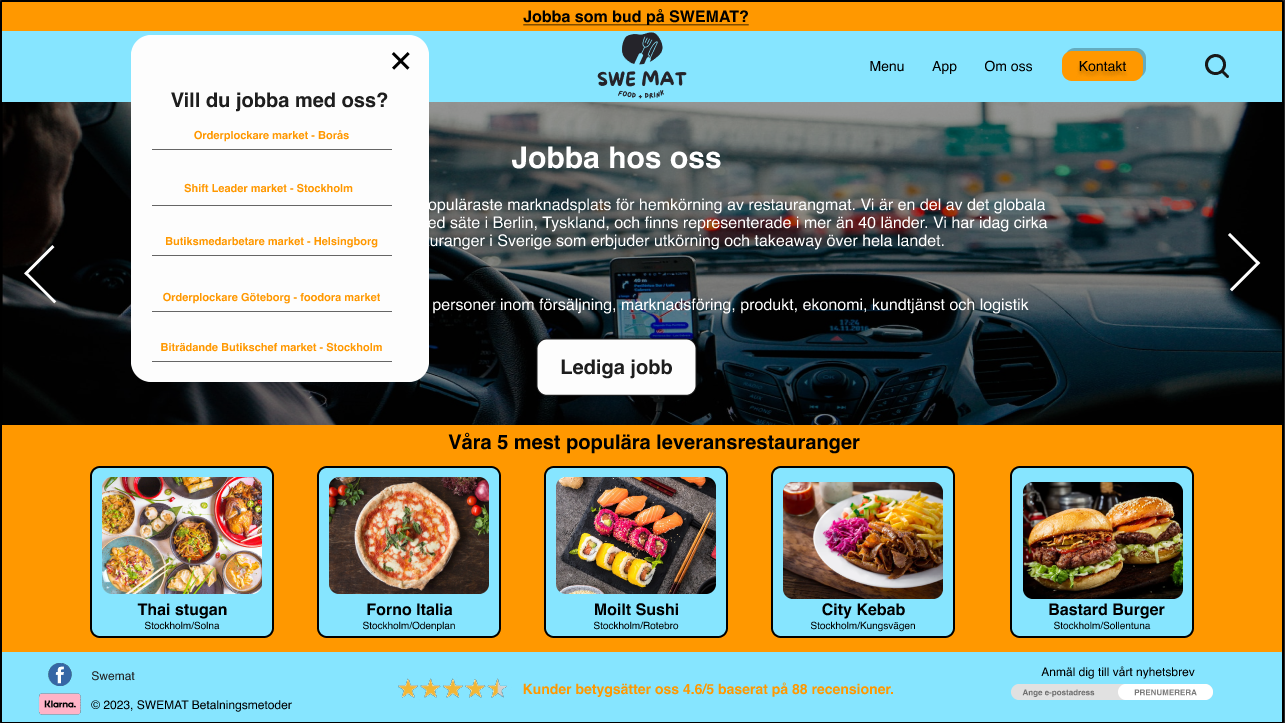 Jobba som bud på SWEMAT?
SWE MAT
FOOD + DRINK
Menu
App
Om oss
Kontakt
Vill du jobba med oss?
Orderplockare market - Borås
Shift Leader market - Stockholm
Butiksmedarbetare market - Helsingborg
Orderplockare Göteborg - foodora market
Biträdande Butikschef market - Stockholm
Jobba hos oss
opuläraste marknadsplats för hemkörning av restaurangmat. Vi är en del av det globala
ed säte i Berlin, Tyskland, och finns representerade i mer än 40 länder. Vi har idag cirka
uranger i Sverige som erbjuder utkörning och takeaway över hela landet.
personer inom försäljning, marknadsföring, produkt, ekonomi, kundtjänst och logistik
Lediga jobb
Våra 5 mest populära leveransrestauranger
Thai stugan
Stockholm/Solna
Forno Italia
Stockholm/Odenplan
Moilt Sushi
Stockholm/Rotebro
City Kebab
Stockholm/Kungsvägen
Bastard Burger
Stockholm/Sollentuna
Swemat
Klarna.
© 2023, SWEMAT Betalningsmetoder
Kunder betygsätter oss 4.6/5 baserat på 88 recensioner.
Anmäl dig till vårt nyhetsbrev
Ange e-postadress
PRENUMERERA